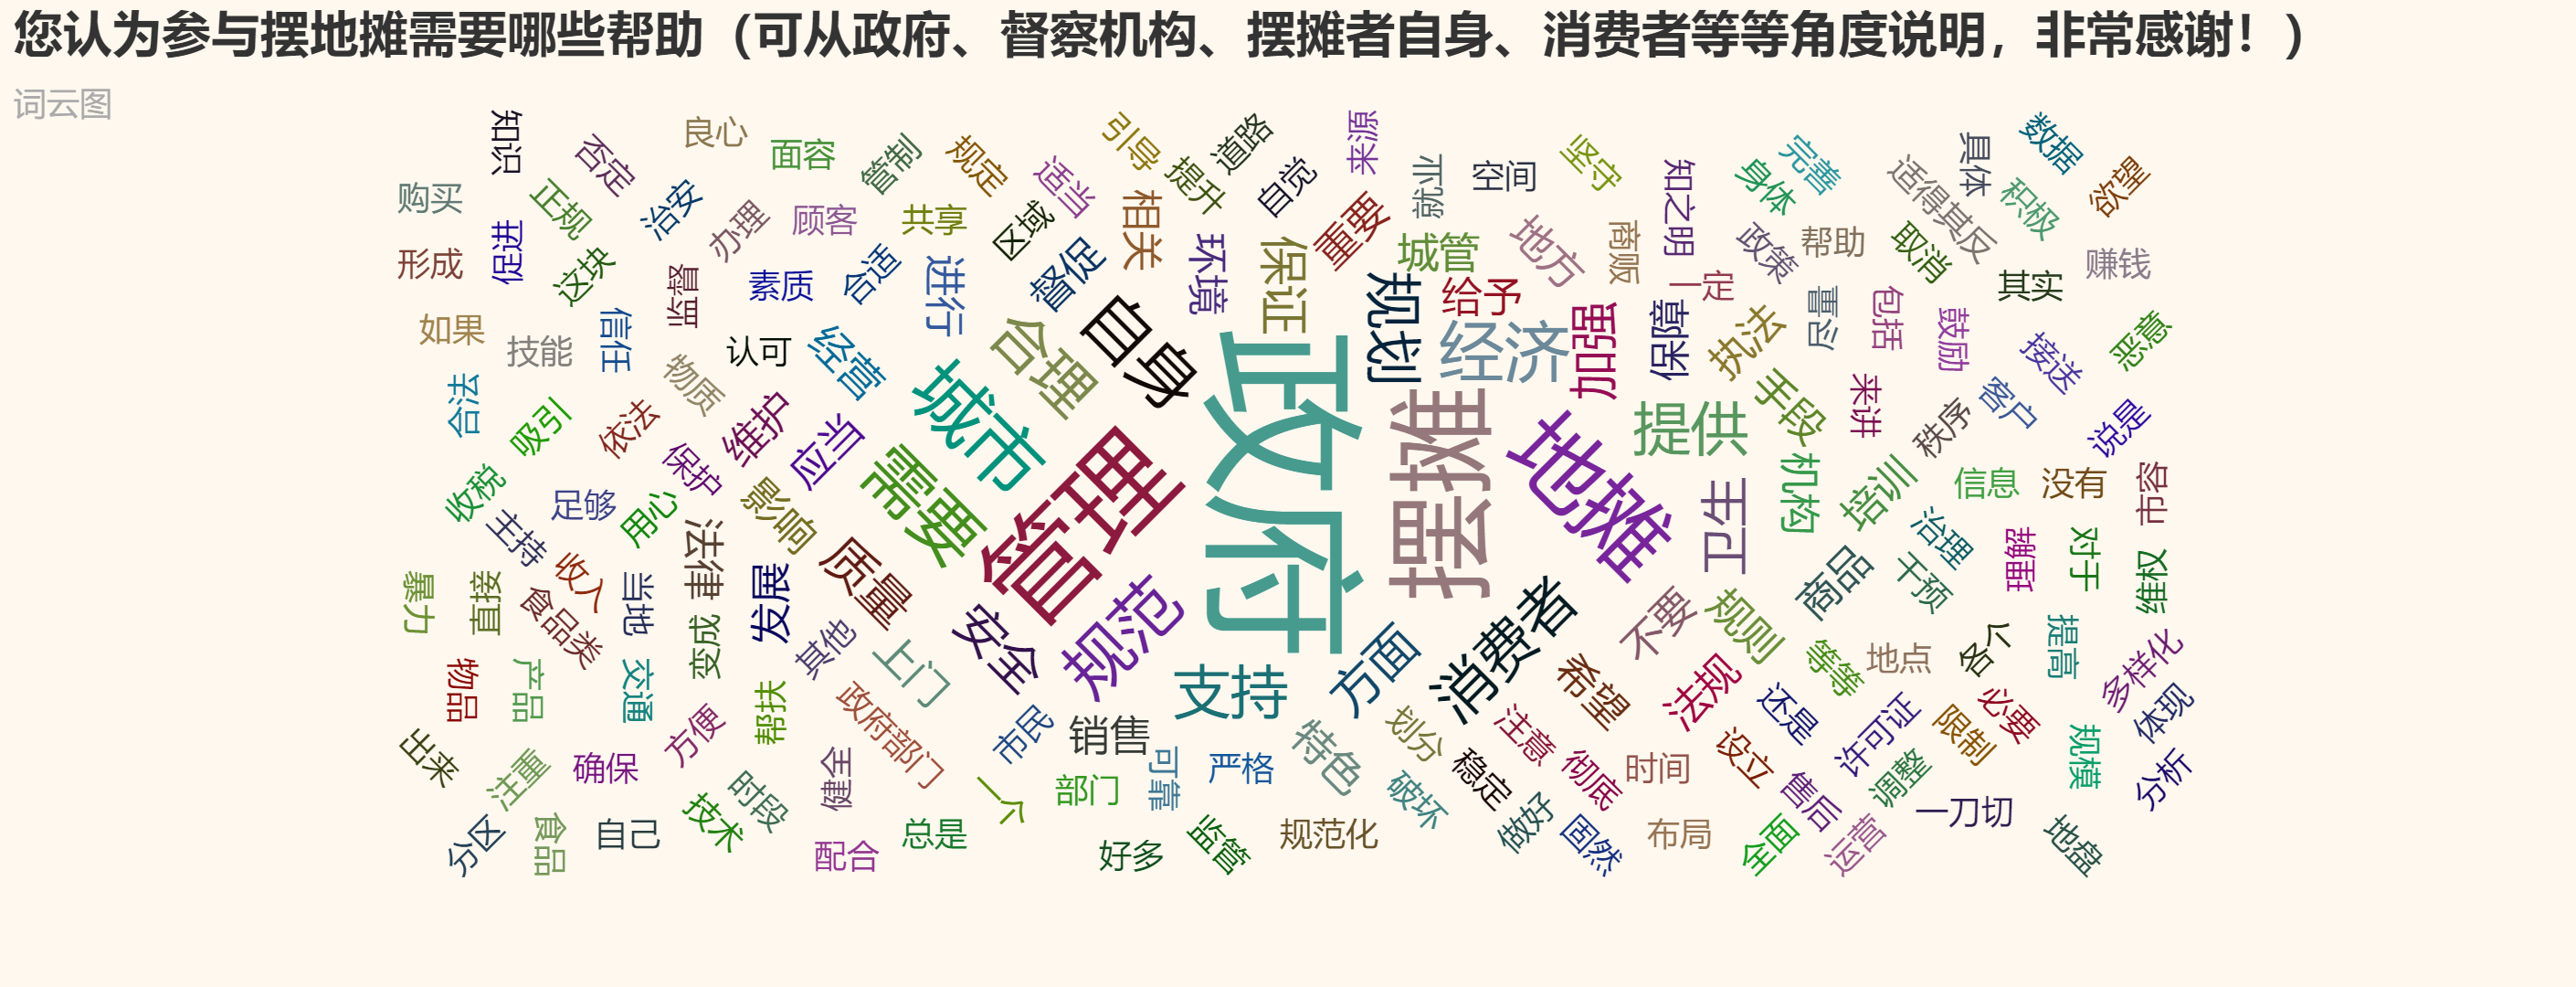 您认为参与摆地摊需要哪些帮助（可从政府、督察机构、摆摊者自身、消费者等等角度说明，非常感谢！）
词云图
知识
否定
良心
面容
管制
规定
适当
引导
提升
道路
自觉
来源
就业
空间
坚守
知之明
身体
完善
适得其反
具体
积极
数据
欲望
购买
正规
治安
办理
顾客
共享
区域
相关
环境
保证
重要
城管
地方
商贩
一定
政策
帮助
取消
其实
赚钱
形成
促进
这块
监督
素质
合适
进行
督促
自身
规划
给予
经济
加强
保障
执法
尽量
包括
鼓励
接送
恶意
如果
技能
信任
物质
认可
经营
城市
合理
政府
摆摊
地摊
提供
手段
来讲
秩序
客户
说是
合法
吸引
依法
保护
维护
应当
需要
管理
卫生
机构
培训
信息
没有
市容
收税
主持
足够
用心
法律
影响
质量
商品
治理
干预
理解
对于
维权
暴力
直接
收入
食品类
当地
变成
发展
其他
上门
安全
规范
支持
方面
消费者
希望
不要
规则
法规
等等
地点
各个
提高
多样化
体现
物品
产品
交通
方便
帮扶
政府部门
市民
销售
特色
划分
注意
还是
许可证
限制
必要
规模
分析
出来
注重
确保
时段
健全
一个
部门
可靠
严格
破坏
稳定
彻底
时间
设立
售后
调整
一刀切
分区
食品
自己
技术
配合
总是
好多
监管
规范化
做好
固然
布局
全面
运营
地盘